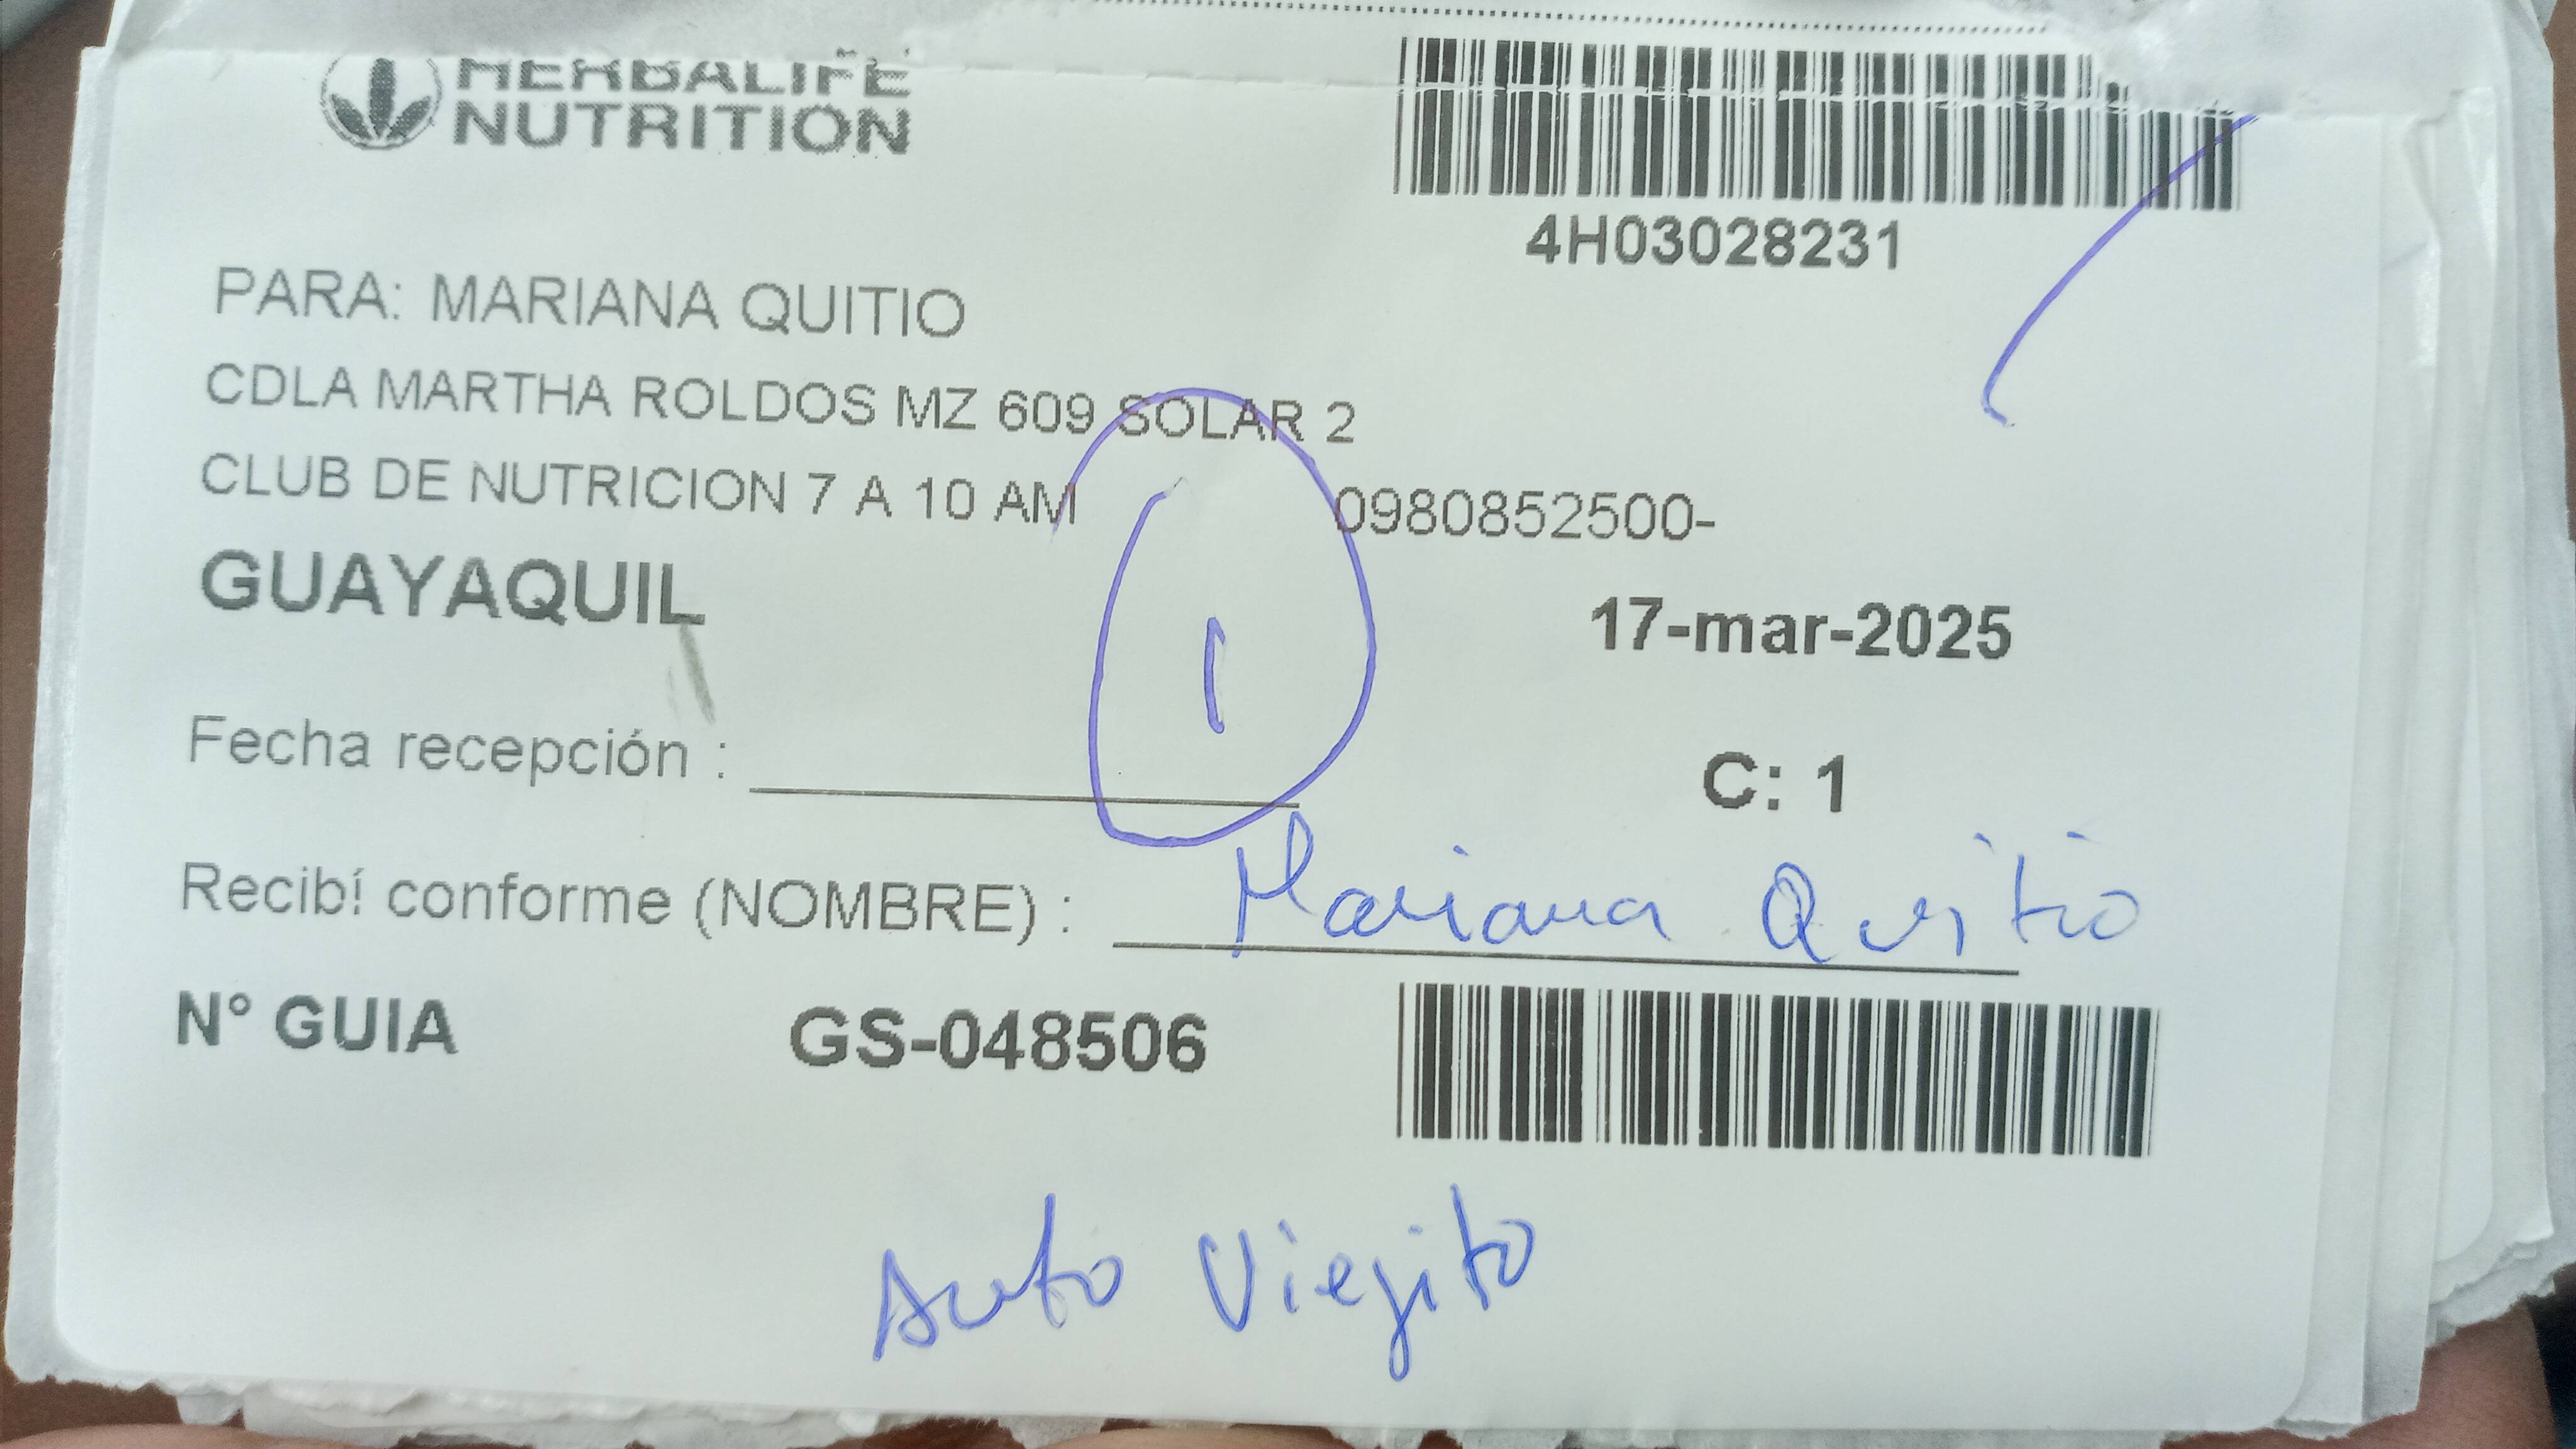 HERBALIFE
NUTRITION
4H03028231
PARA: MARIANA QUITIO
CDLA MARTHA ROLDOS MZ 609 SOLAR 2
CLUB DE NUTRICION 7 A 10 AM 0980852500-
GUAYAQUIL
17-mar-2025
1
Fecha recepción :
C: 1
Recibí conforme (NOMBRE) : Mariana Quitio
N° GUIA GS-048506
Auto Viejito